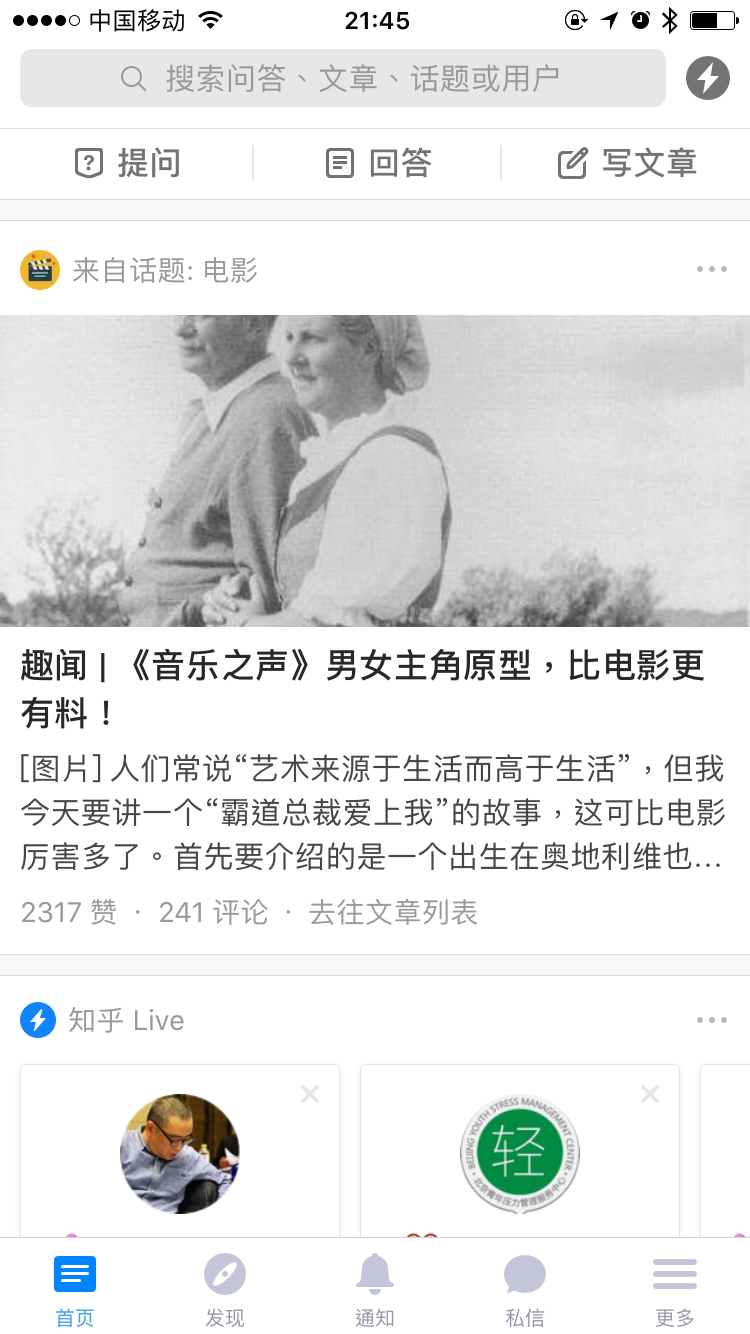 中国移动 21:45
搜索问答、文章、话题或用户
提问 回答 写文章
来自话题: 电影
趣闻 | 《音乐之声》男女主角原型，比电影更
有料！
[图片] 人们常说“艺术来源于生活而高于生活”，但我
今天要讲一个“霸道总裁爱上我”的故事，这可比电影
厉害多了。首先要介绍的是一个出生在奥地利维也...
2317 赞 · 241 评论 · 去往文章列表
知乎 Live
BEIJING YOUTH STRESS MANAGEMENT CENTER
轻
北京青年压力管理服务中心
首页 发现 通知 私信 更多